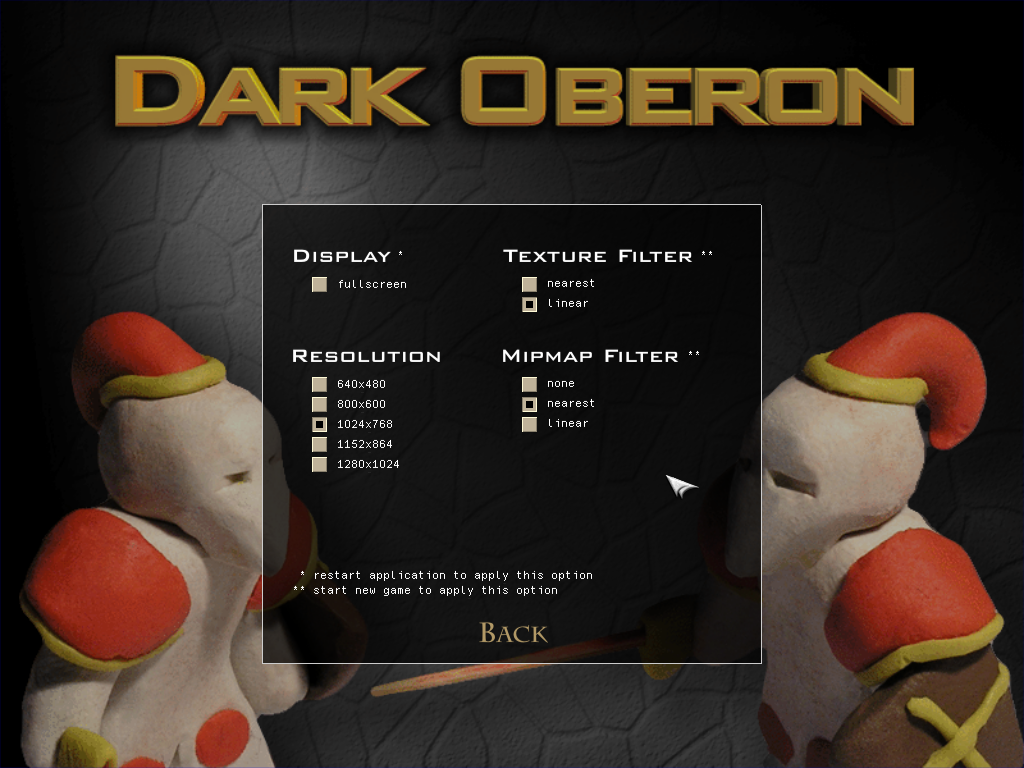 DARK OBERON
DISPLAY *
fullscreen
TEXTURE FILTER **
nearest
linear
RESOLUTION
640x480
800x600
1024x768
1152x864
1280x1024
MIPMAP FILTER **
none
nearest
linear
* restart application to apply this option
** start new game to apply this option
BACK